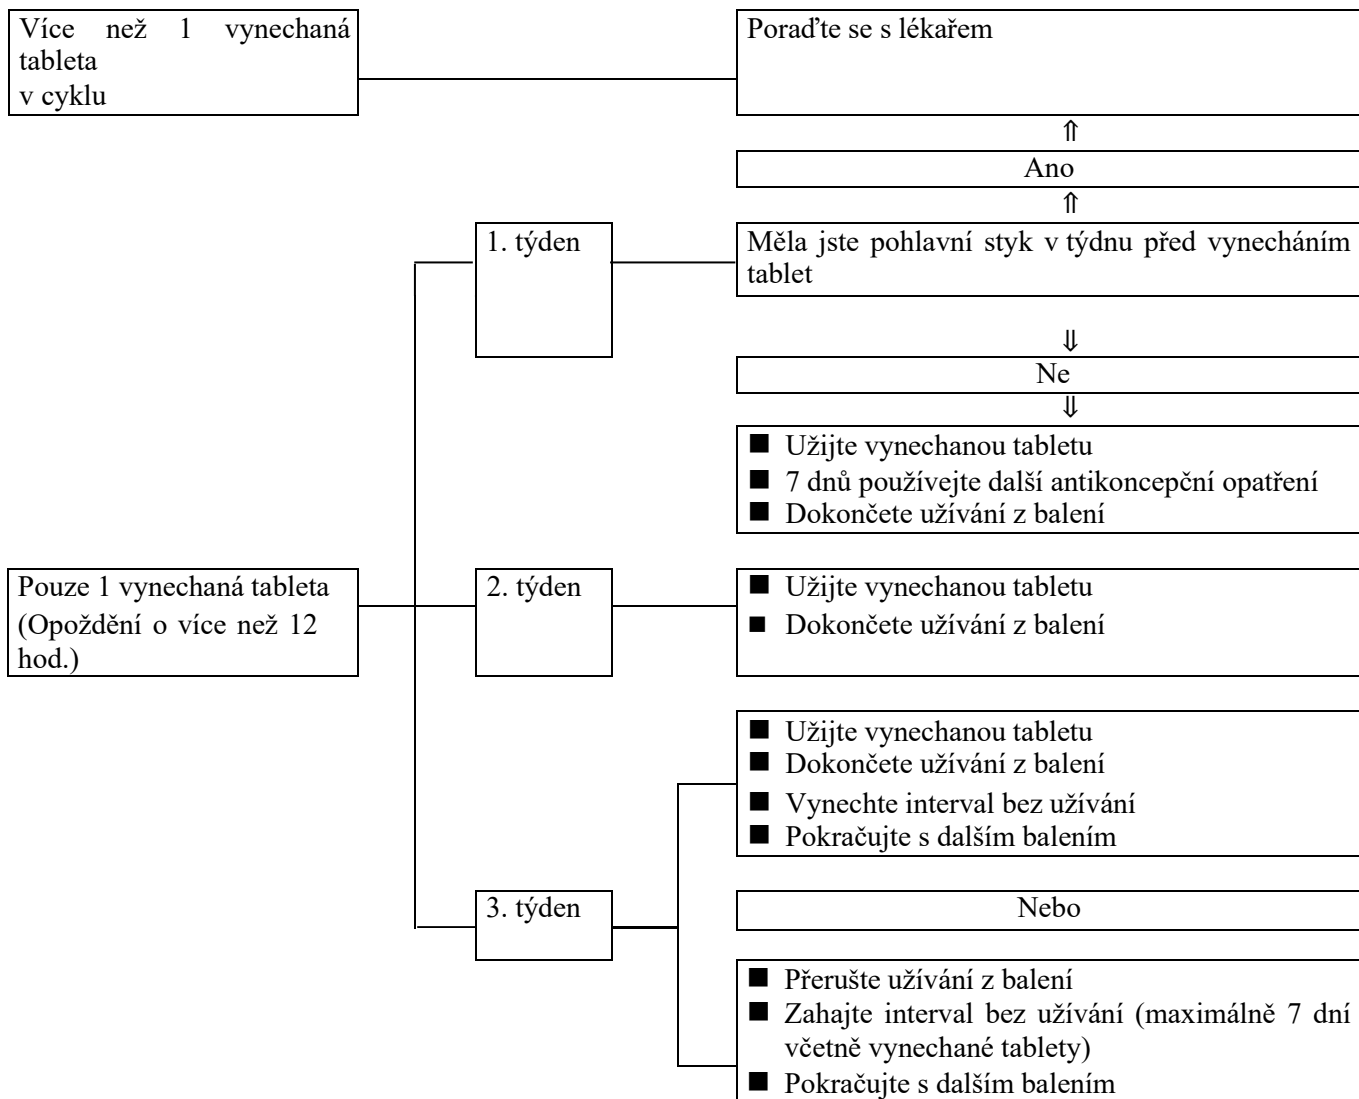 Více než 1 vynechaná
tableta
v cyklu
Poraďte se s lékařem
⇑
Ano
⇑
1. týden
Měla jste pohlavní styk v týdnu před vynecháním
tablet
⇓
Ne
⇓
■ Užijte vynechanou tabletu
■ 7 dnů používejte další antikoncepční opatření
■ Dokončete užívání z balení
Pouze 1 vynechaná tableta
(Opoždění o více než 12
hod.)
2. týden
■ Užijte vynechanou tabletu
■ Dokončete užívání z balení
■ Užijte vynechanou tabletu
■ Dokončete užívání z balení
■ Vynechte interval bez užívání
■ Pokračujte s dalším balením
3. týden
Nebo
■ Přerušte užívání z balení
■ Zahajte interval bez užívání (maximálně 7 dní
včetně vynechané tablety)
■ Pokračujte s dalším balením